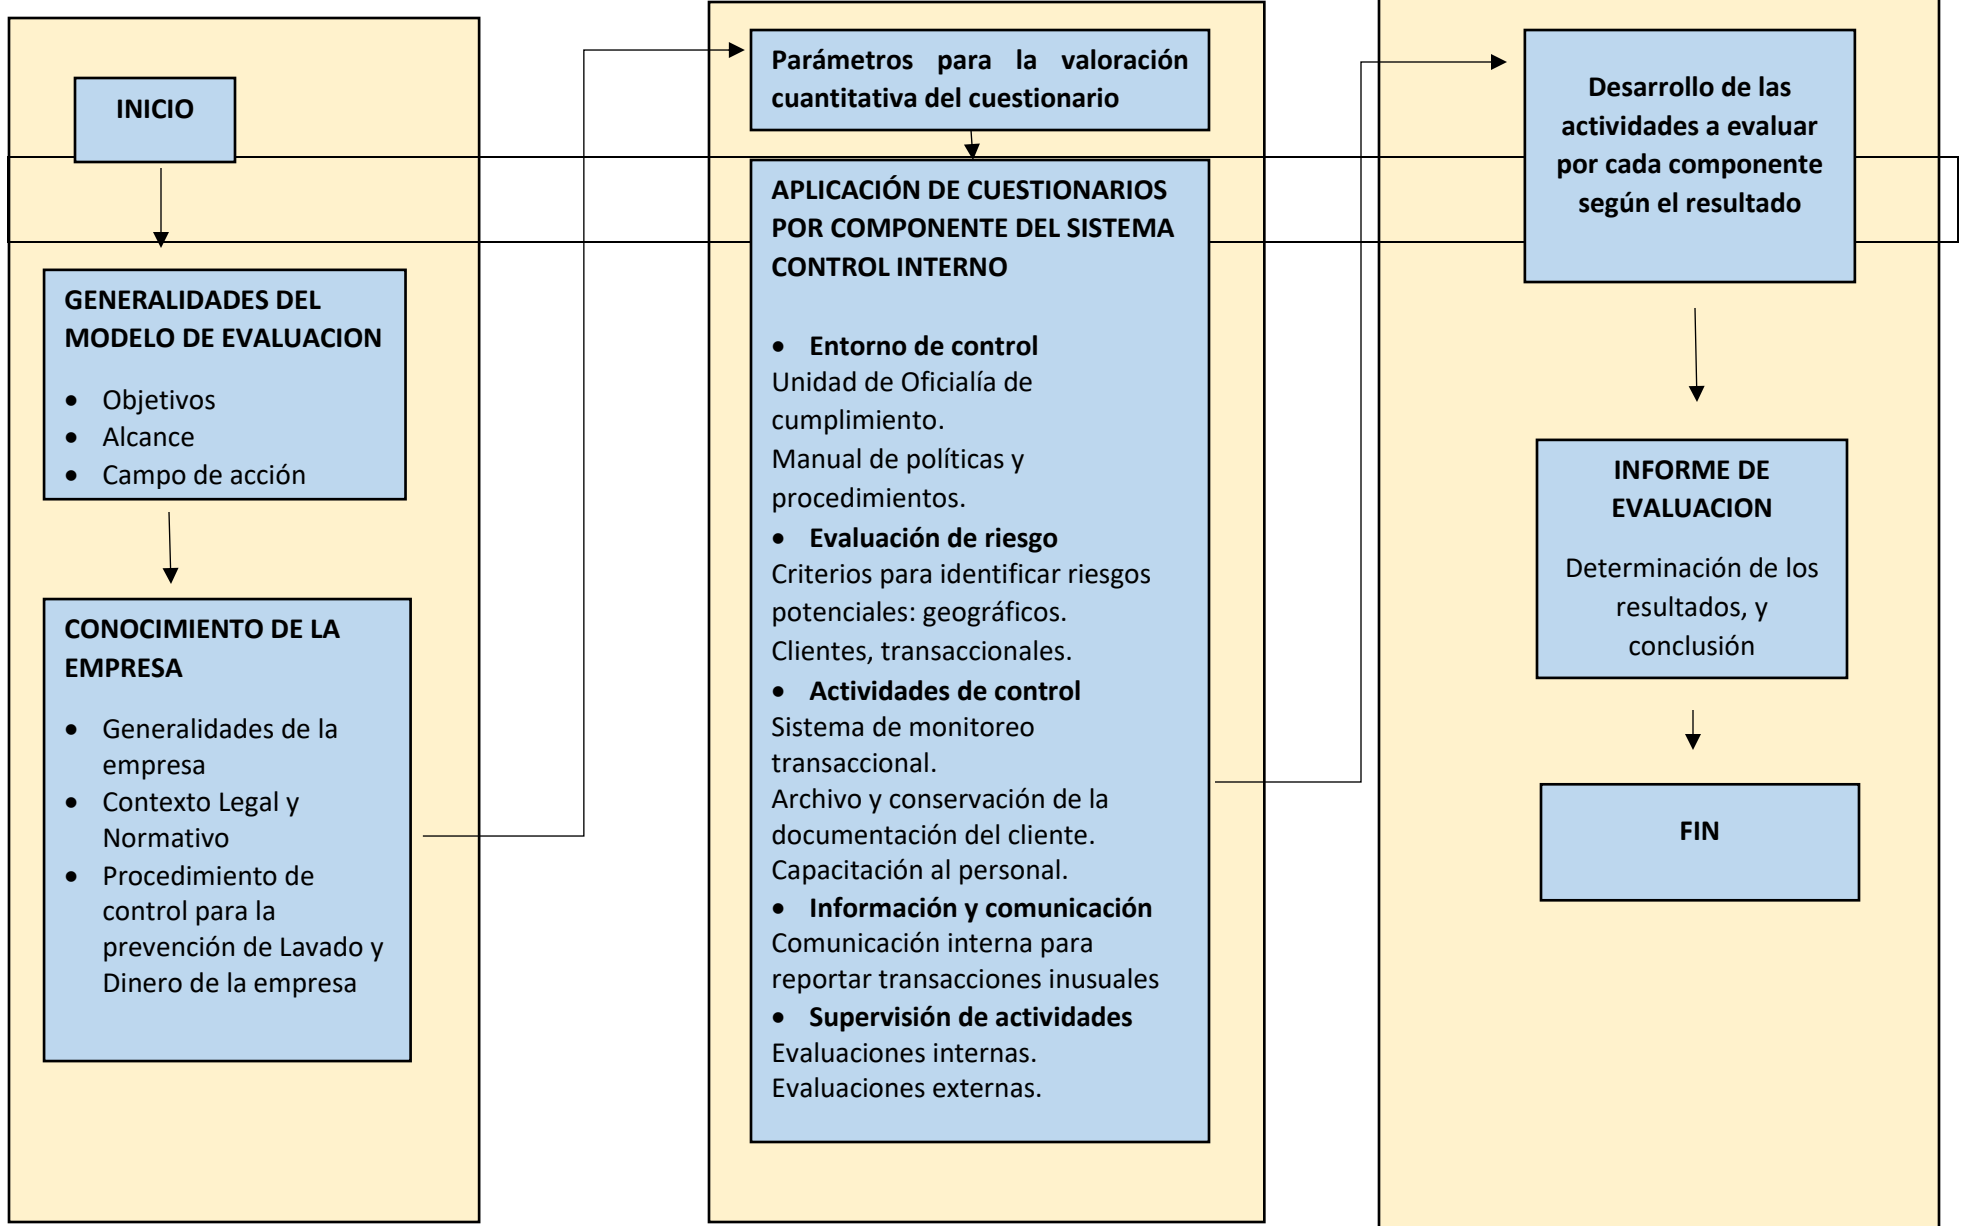 INICIO
GENERALIDADES DEL
MODELO DE EVALUACION
• Objetivos
• Alcance
• Campo de acción
CONOCIMIENTO DE LA
EMPRESA
• Generalidades de la
empresa
• Contexto Legal y
Normativo
• Procedimiento de
control para la
prevención de Lavado y
Dinero de la empresa
Parámetros para la valoración
cuantitativa del cuestionario
APLICACIÓN DE CUESTIONARIOS
POR COMPONENTE DEL SISTEMA
CONTROL INTERNO
• Entorno de control
Unidad de Oficialía de
cumplimiento.
Manual de políticas y
procedimientos.
• Evaluación de riesgo
Criterios para identificar riesgos
potenciales: geográficos.
Clientes, transaccionales.
• Actividades de control
Sistema de monitoreo
transaccional.
Archivo y conservación de la
documentación del cliente.
Capacitación al personal.
• Información y comunicación
Comunicación interna para
reportar transacciones inusuales
• Supervisión de actividades
Evaluaciones internas.
Evaluaciones externas.
Desarrollo de las
actividades a evaluar
por cada componente
según el resultado
INFORME DE
EVALUACION
Determinación de los
resultados, y
conclusión
FIN